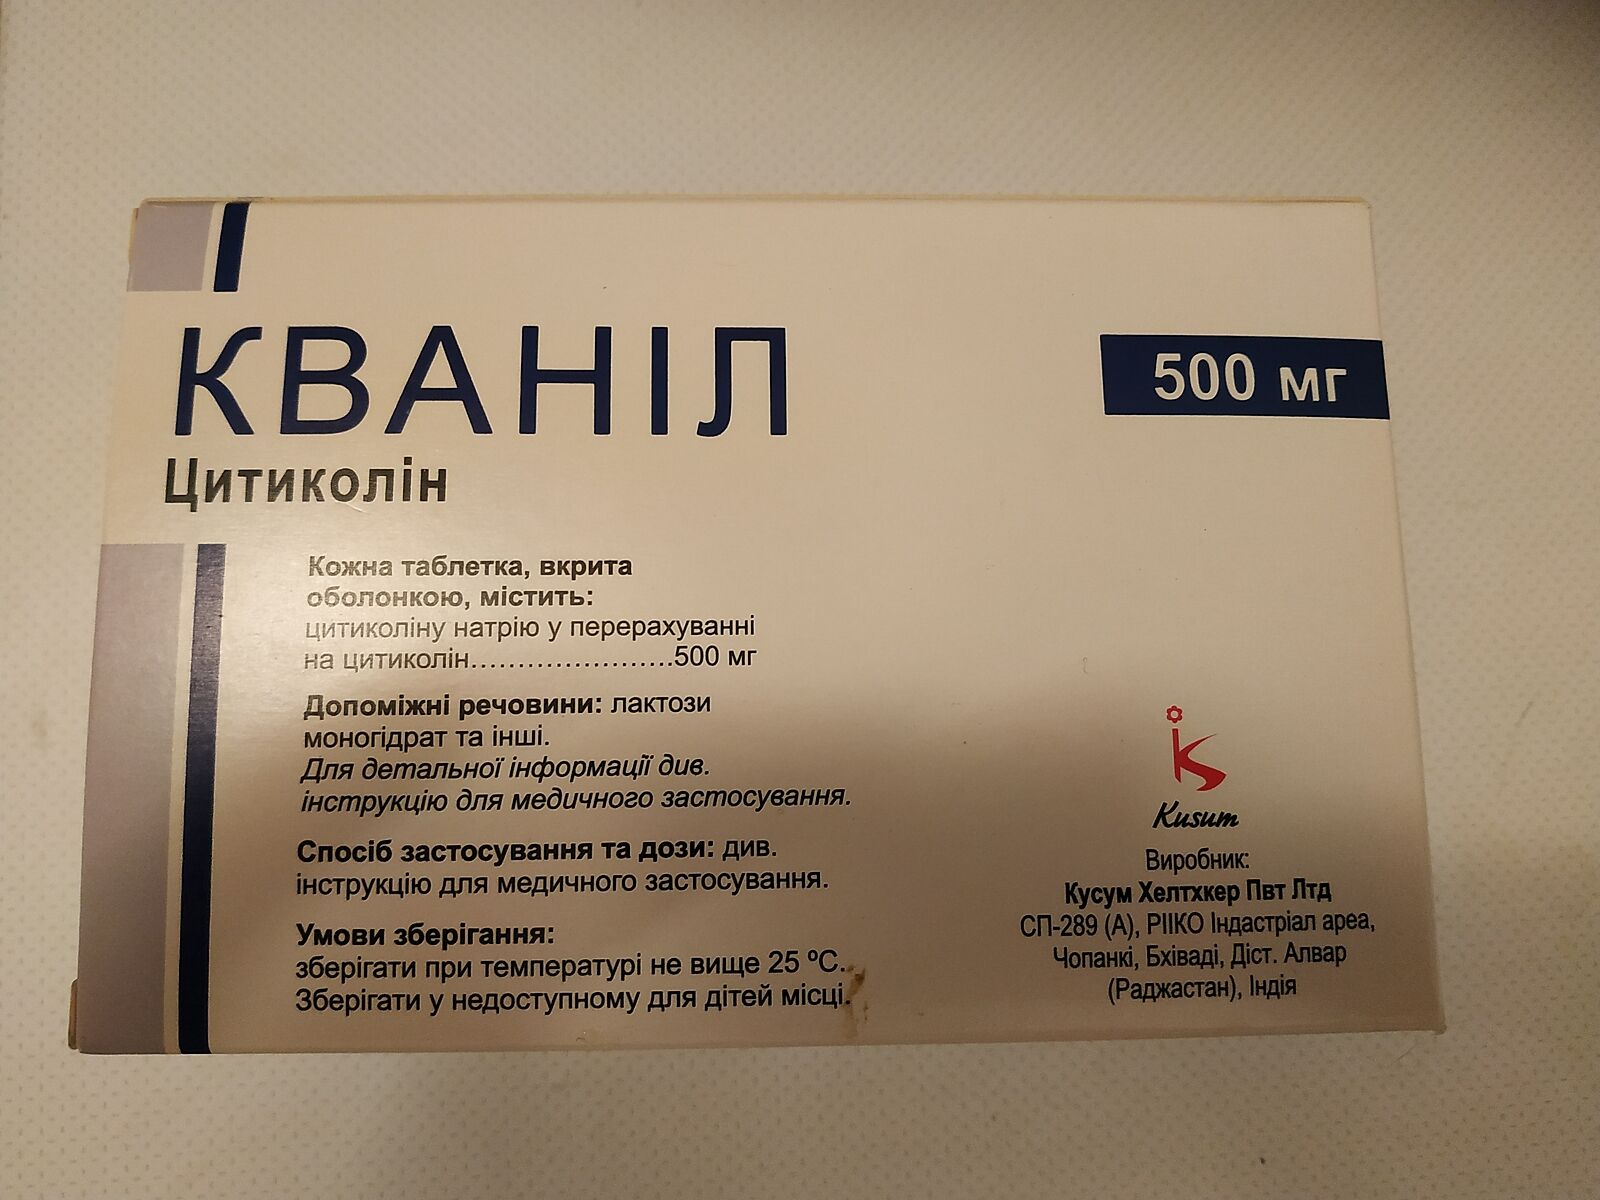 КВАНІЛ
500 мг
Цитиколін
Кожна таблетка, вкрита
оболонкою, містить:
цитиколіну натрію у перерахуванні
на цитиколін......................500 мг
Допоміжні речовини: лактози
моногідрат та інші.
Для детальної інформації див.
інструкцію для медичного застосування.
Спосіб застосування та дози: див.
інструкцію для медичного застосування.
Умови зберігання:
зберігати при температурі не вище 25 ºС.
Зберігати у недоступному для дітей місці.
Kusum
Виробник:
Кусум Хелтхкер Пвт Лтд
СП-289 (А), РІІКО Індастріал ареа,
Чопанкі, Бхіваді, Діст. Алвар
(Раджастан), Індія